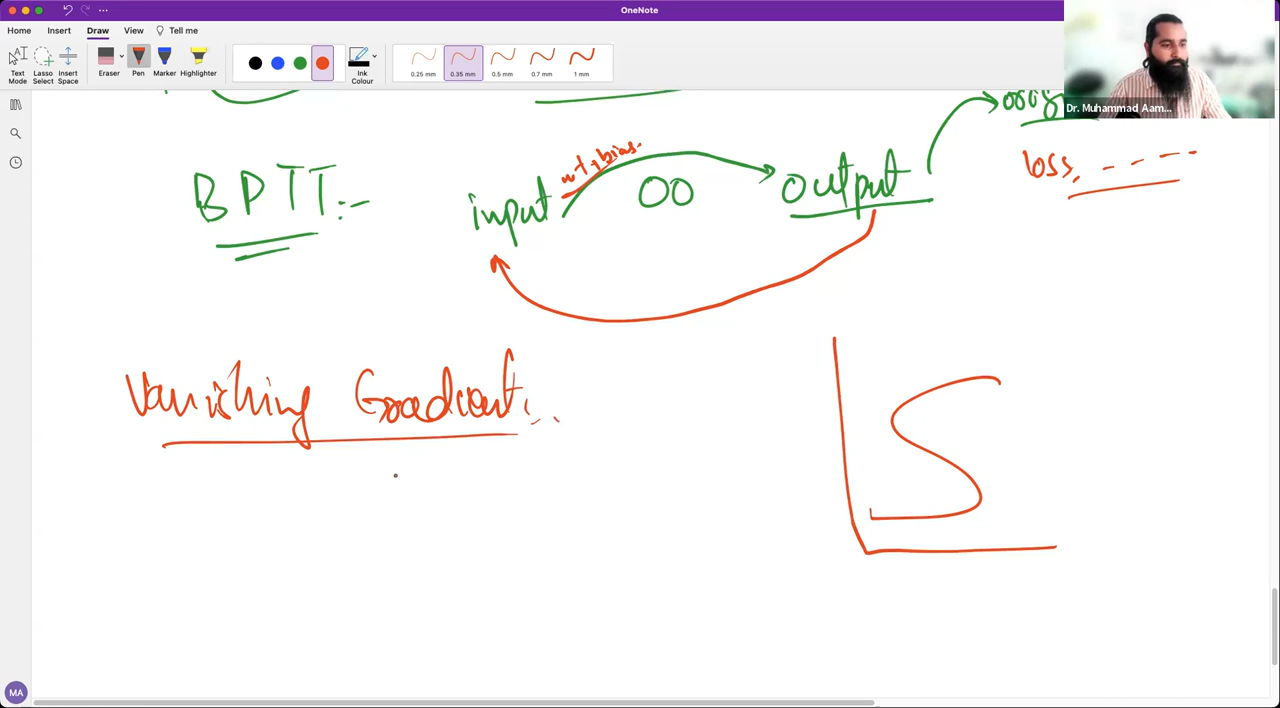 OneNote
Home Insert Draw View Tell me
Text Mode
Lasso Select
Insert Space
Eraser
Pen
Marker
Highlighter
Ink Colour
0.25 mm
0.35 mm
0.5 mm
0.7 mm
1 mm
Dr. Muhammad Aam...
BPTT:-
input
wt, bias.
OO
output
loss, ----
Vanishing Gradient:-
MA